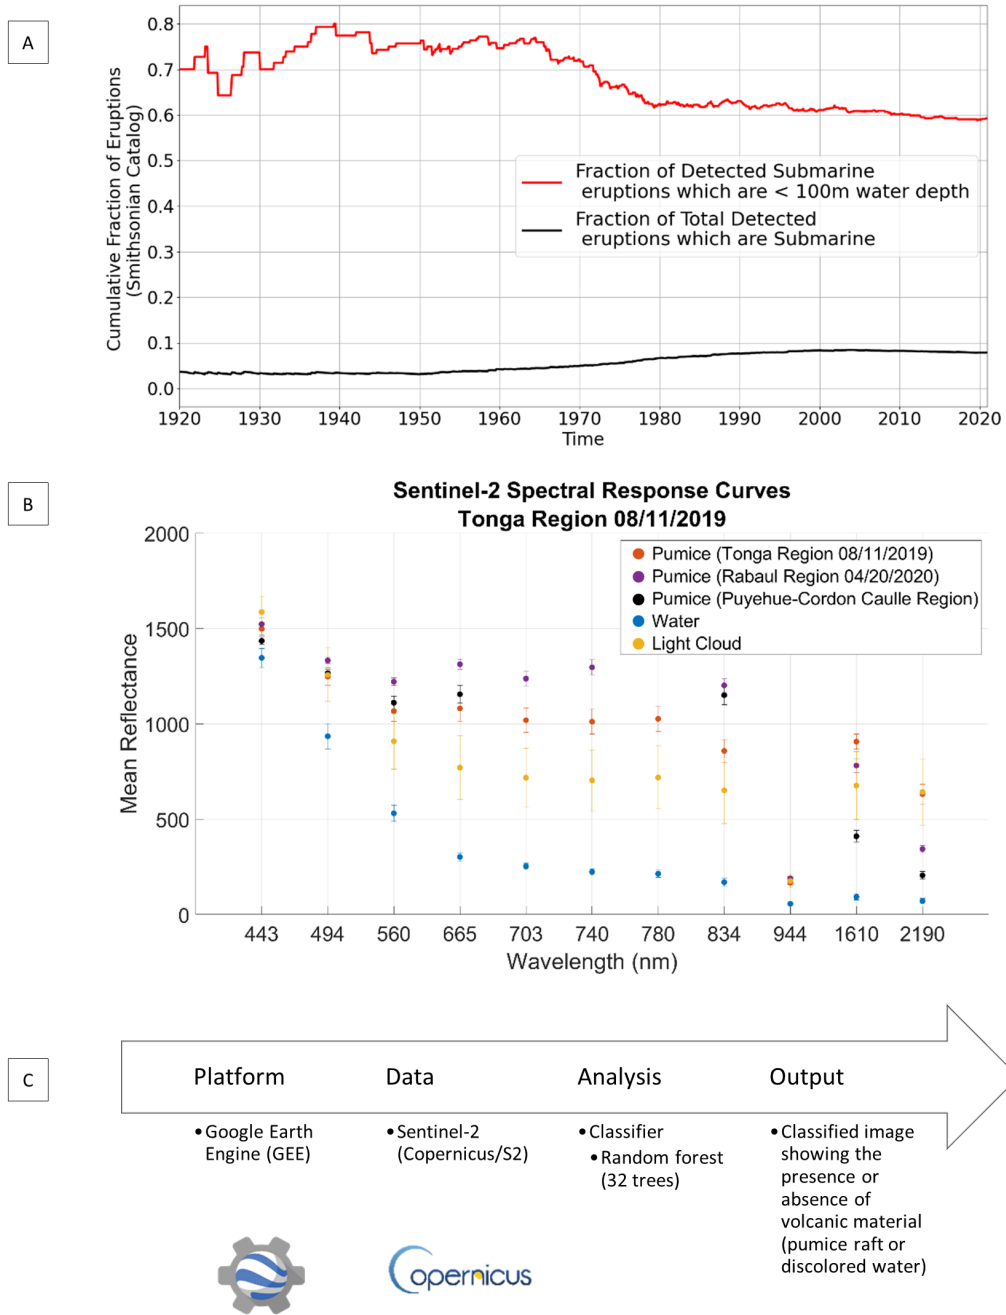 A
Cumulative Fraction of Eruptions
(Smithsonian Catalog)
0.8
0.7
0.6
0.5
0.4
0.3
0.2
0.1
0.0
Fraction of Detected Submarine
eruptions which are < 100m water depth
Fraction of Total Detected
eruptions which are Submarine
1920 1930 1940 1950 1960 1970 1980 1990 2000 2010 2020
Time
B
Sentinel-2 Spectral Response Curves
Tonga Region 08/11/2019
Mean Reflectance
2000
1500
1000
500
0
Pumice (Tonga Region 08/11/2019)
Pumice (Rabaul Region 04/20/2020)
Pumice (Puyehue-Cordon Caulle Region)
Water
Light Cloud
443 494 560 665 703 740 780 834 944 1610 2190
Wavelength (nm)
C
Platform
Data
Analysis
Output
• Google Earth
Engine (GEE)
• Sentinel-2
(Copernicus/S2)
• Classifier
• Random forest
(32 trees)
• Classified image
showing the
presence or
absence of
volcanic material
(pumice raft or
discolored water)
opernicus